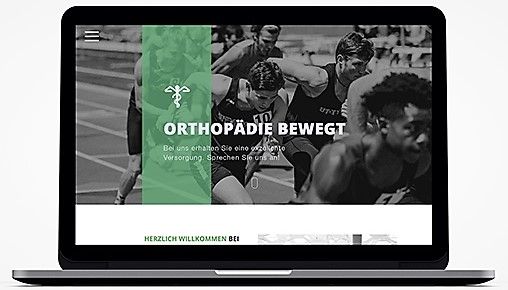 ORTHOPÄDIE BEWEGT
Bei uns erhalten Sie eine exzellente
Versorgung. Sprechen Sie uns an!
HERZLICH WILLKOMMEN BEI